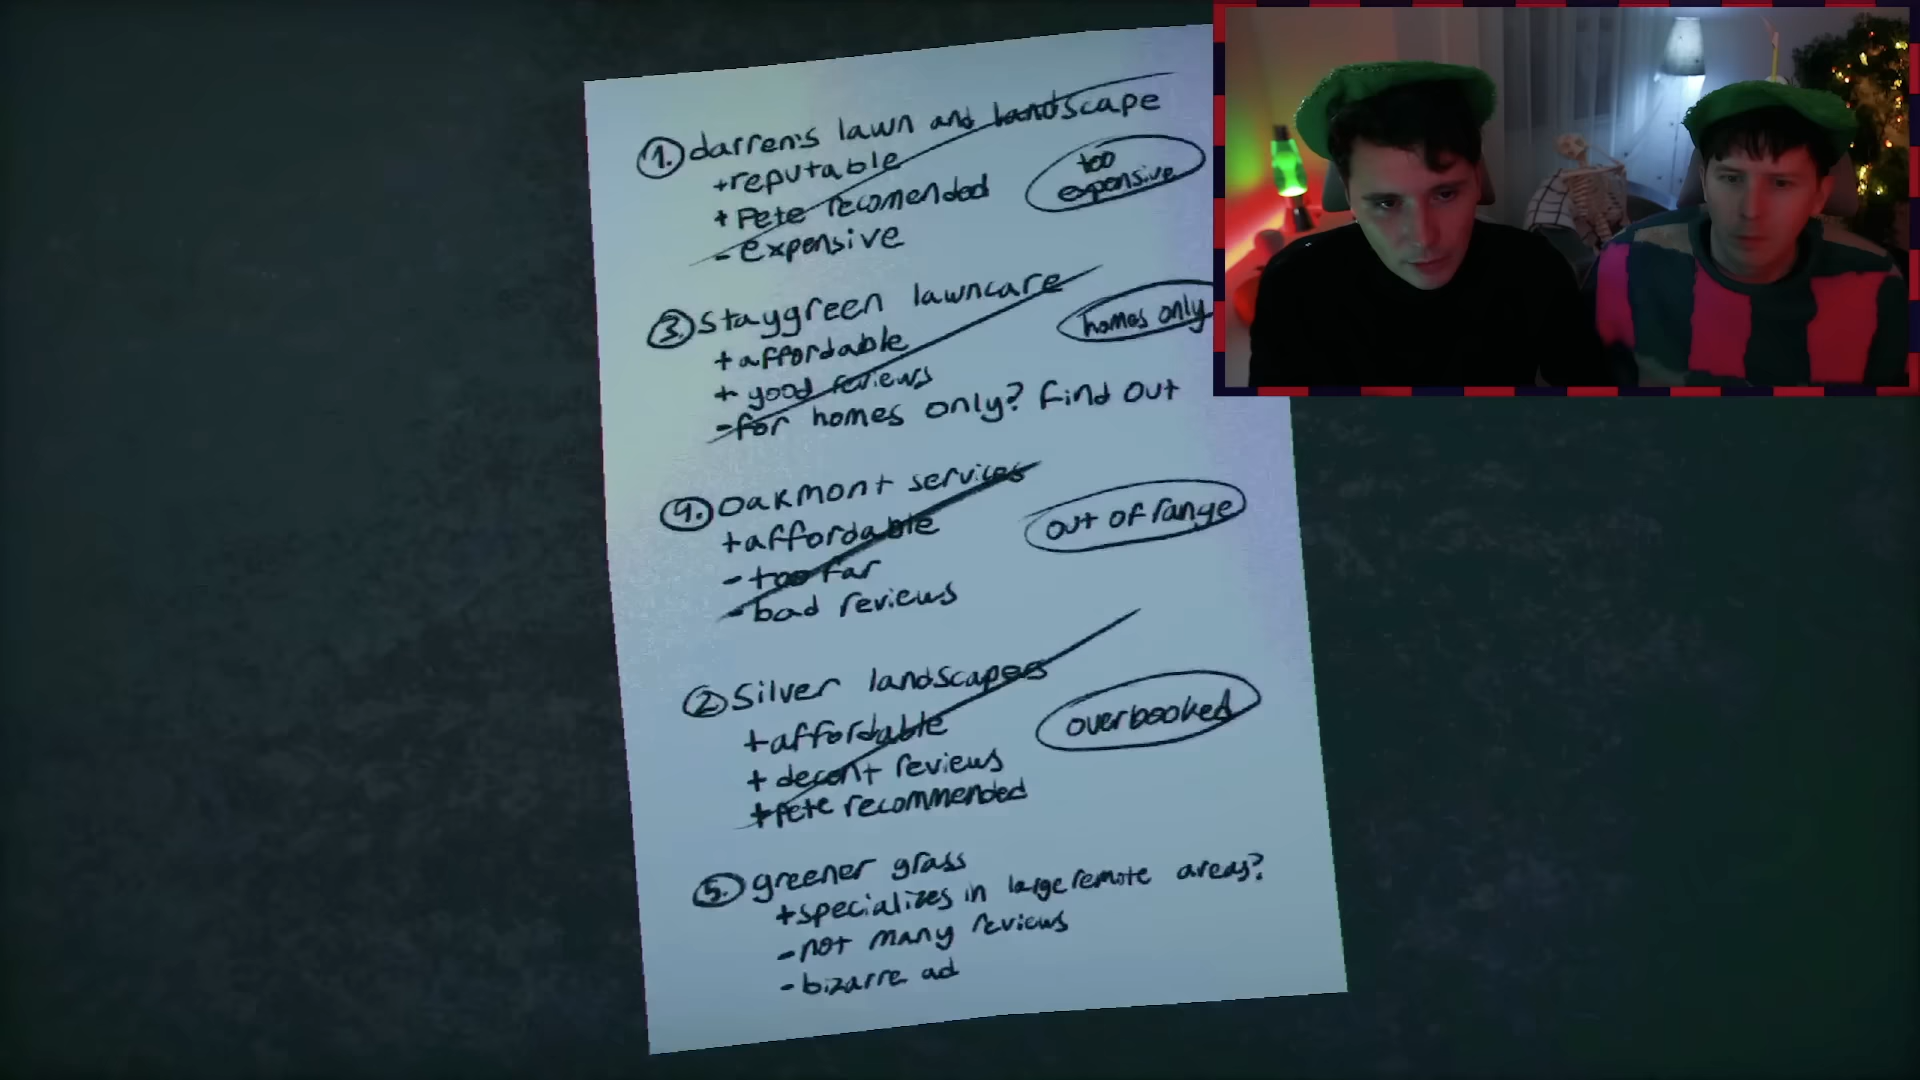 1. darren's lawn and landscape
+reputable
+ Pete recomended
- expensive
too
expensive
3. Staygreen lawncare
+ affordable
+ good reviews
- for homes only? find out
homes only
4. Oakmont services
+affordable
- too far
- bad reviews
out of range
2. Silver landscapers
+affordable
+ decent reviews
+Pete recommended
overbooked
5. greener grass
+specializes in large remote areas?
- not many reviews
- bizarre ad